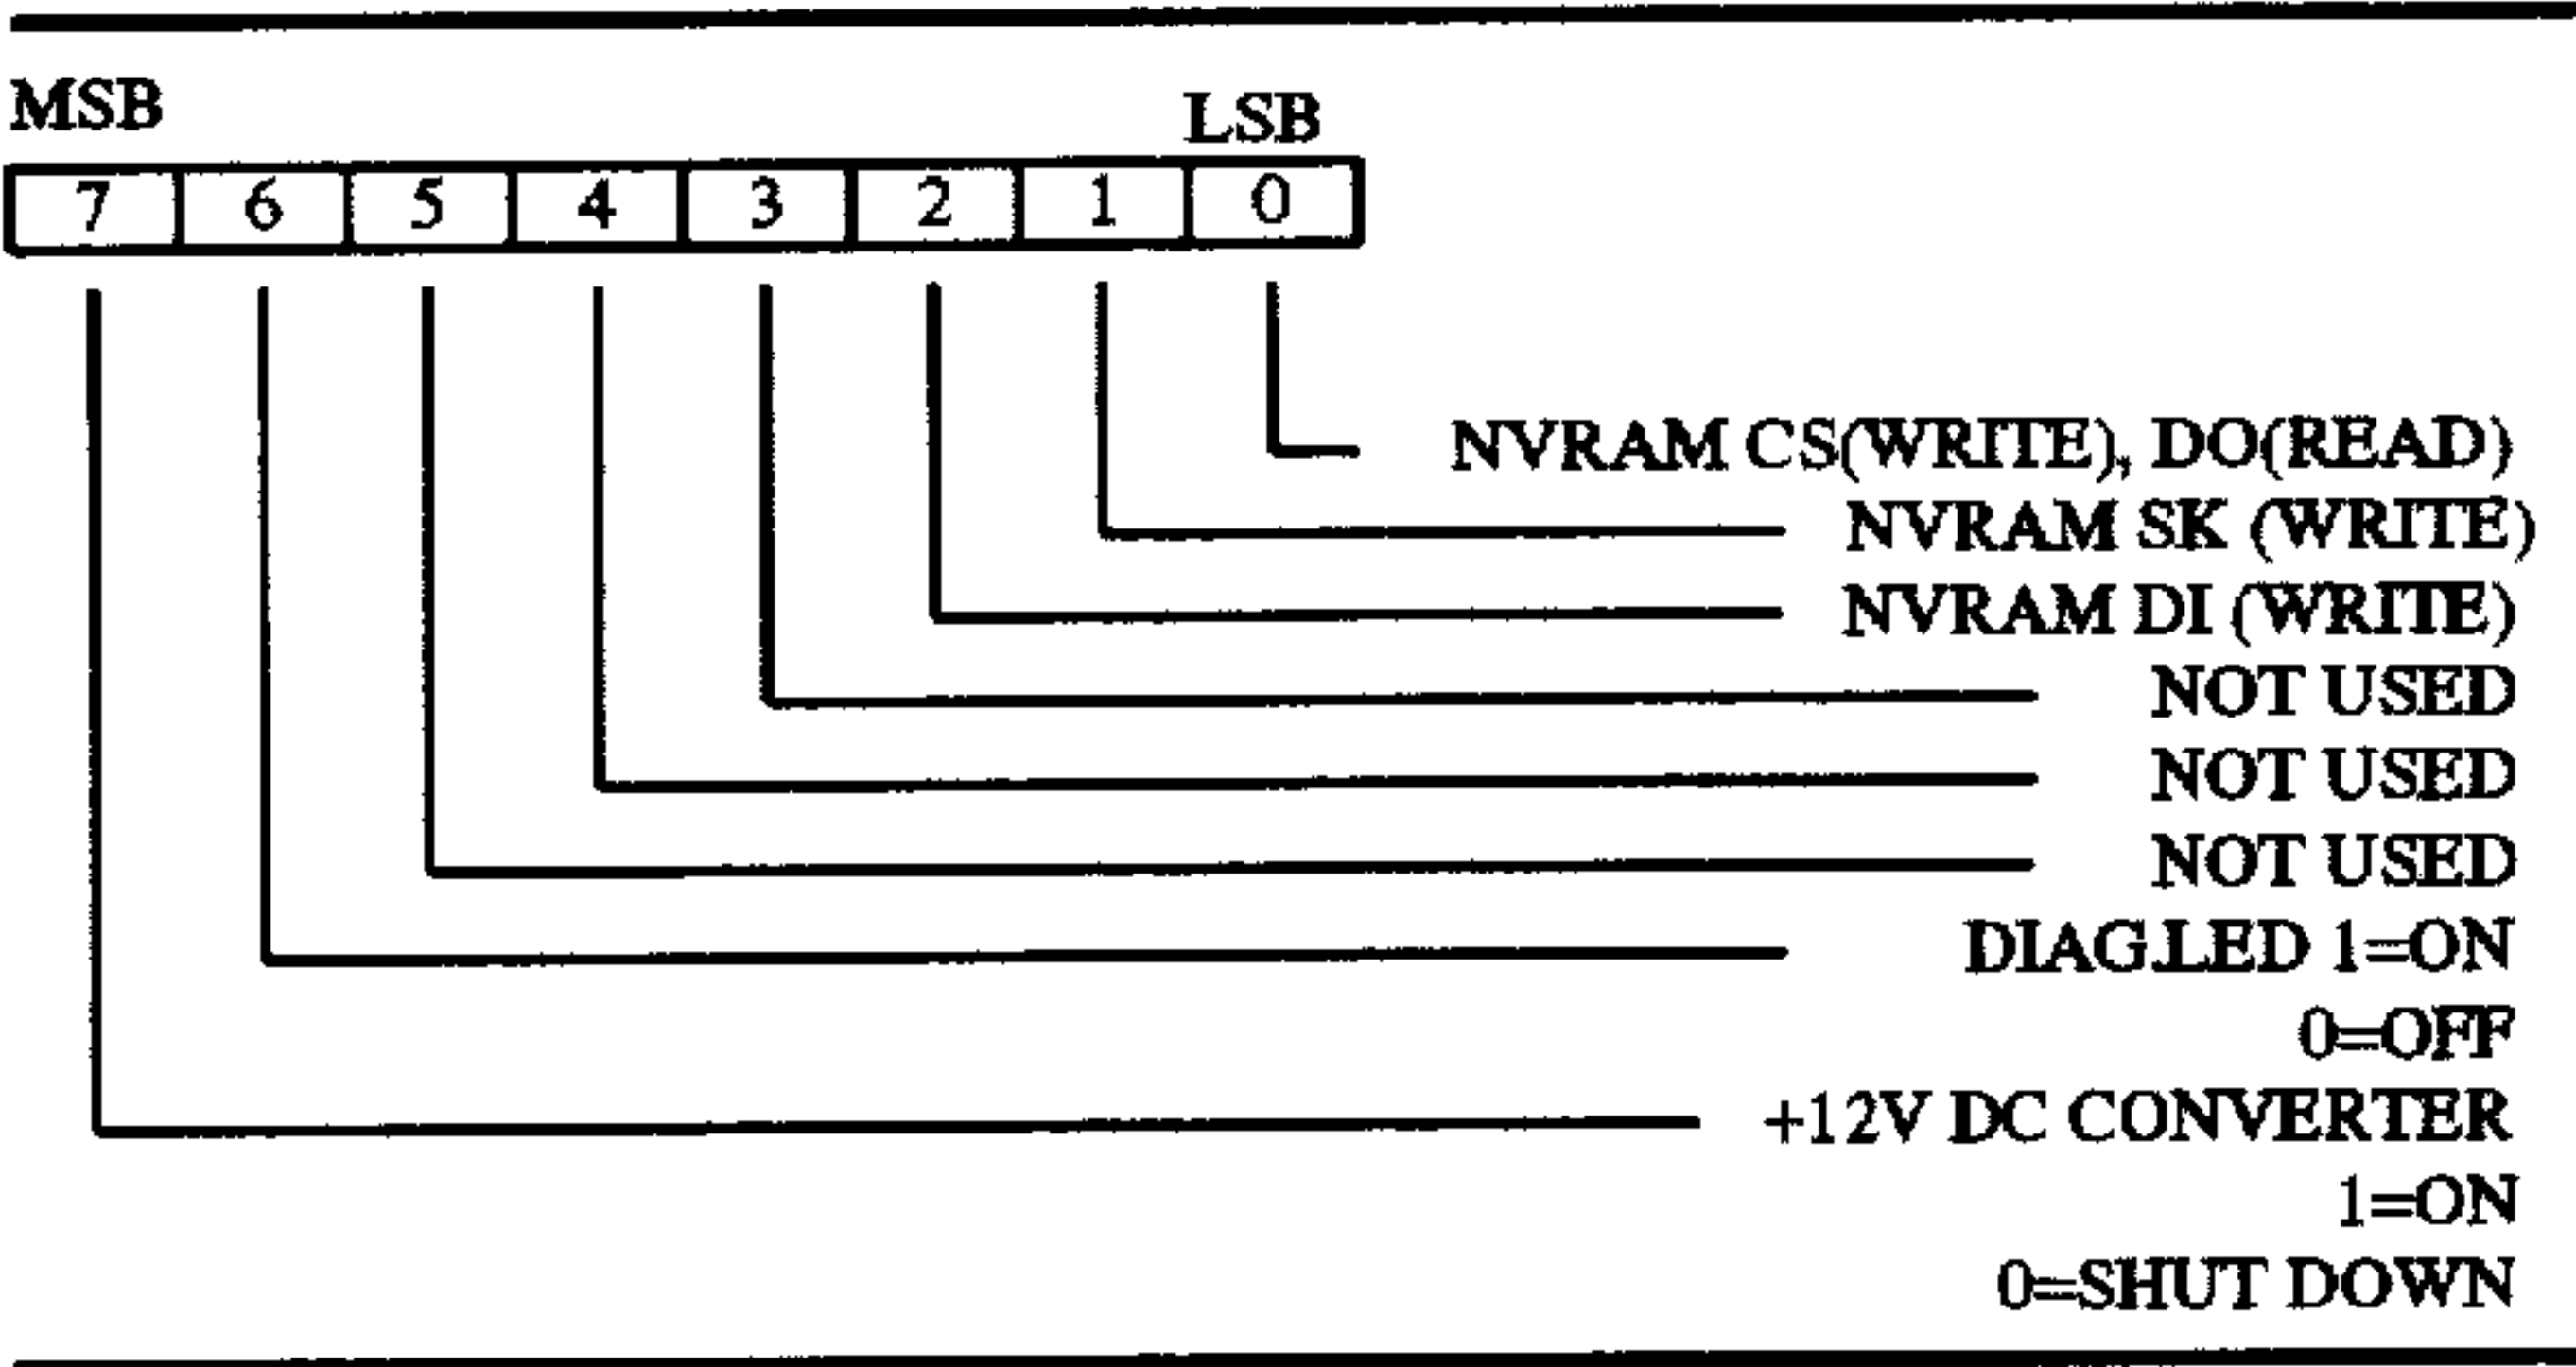 MSB LSB
7 6 5 4 3 2 1 0
NVRAM CS(WRITE), DO(READ)
NVRAM SK (WRITE)
NVRAM DI (WRITE)
NOT USED
NOT USED
NOT USED
DIAG.LED 1=ON
0=OFF
+12V DC CONVERTER
1=ON
0=SHUT DOWN